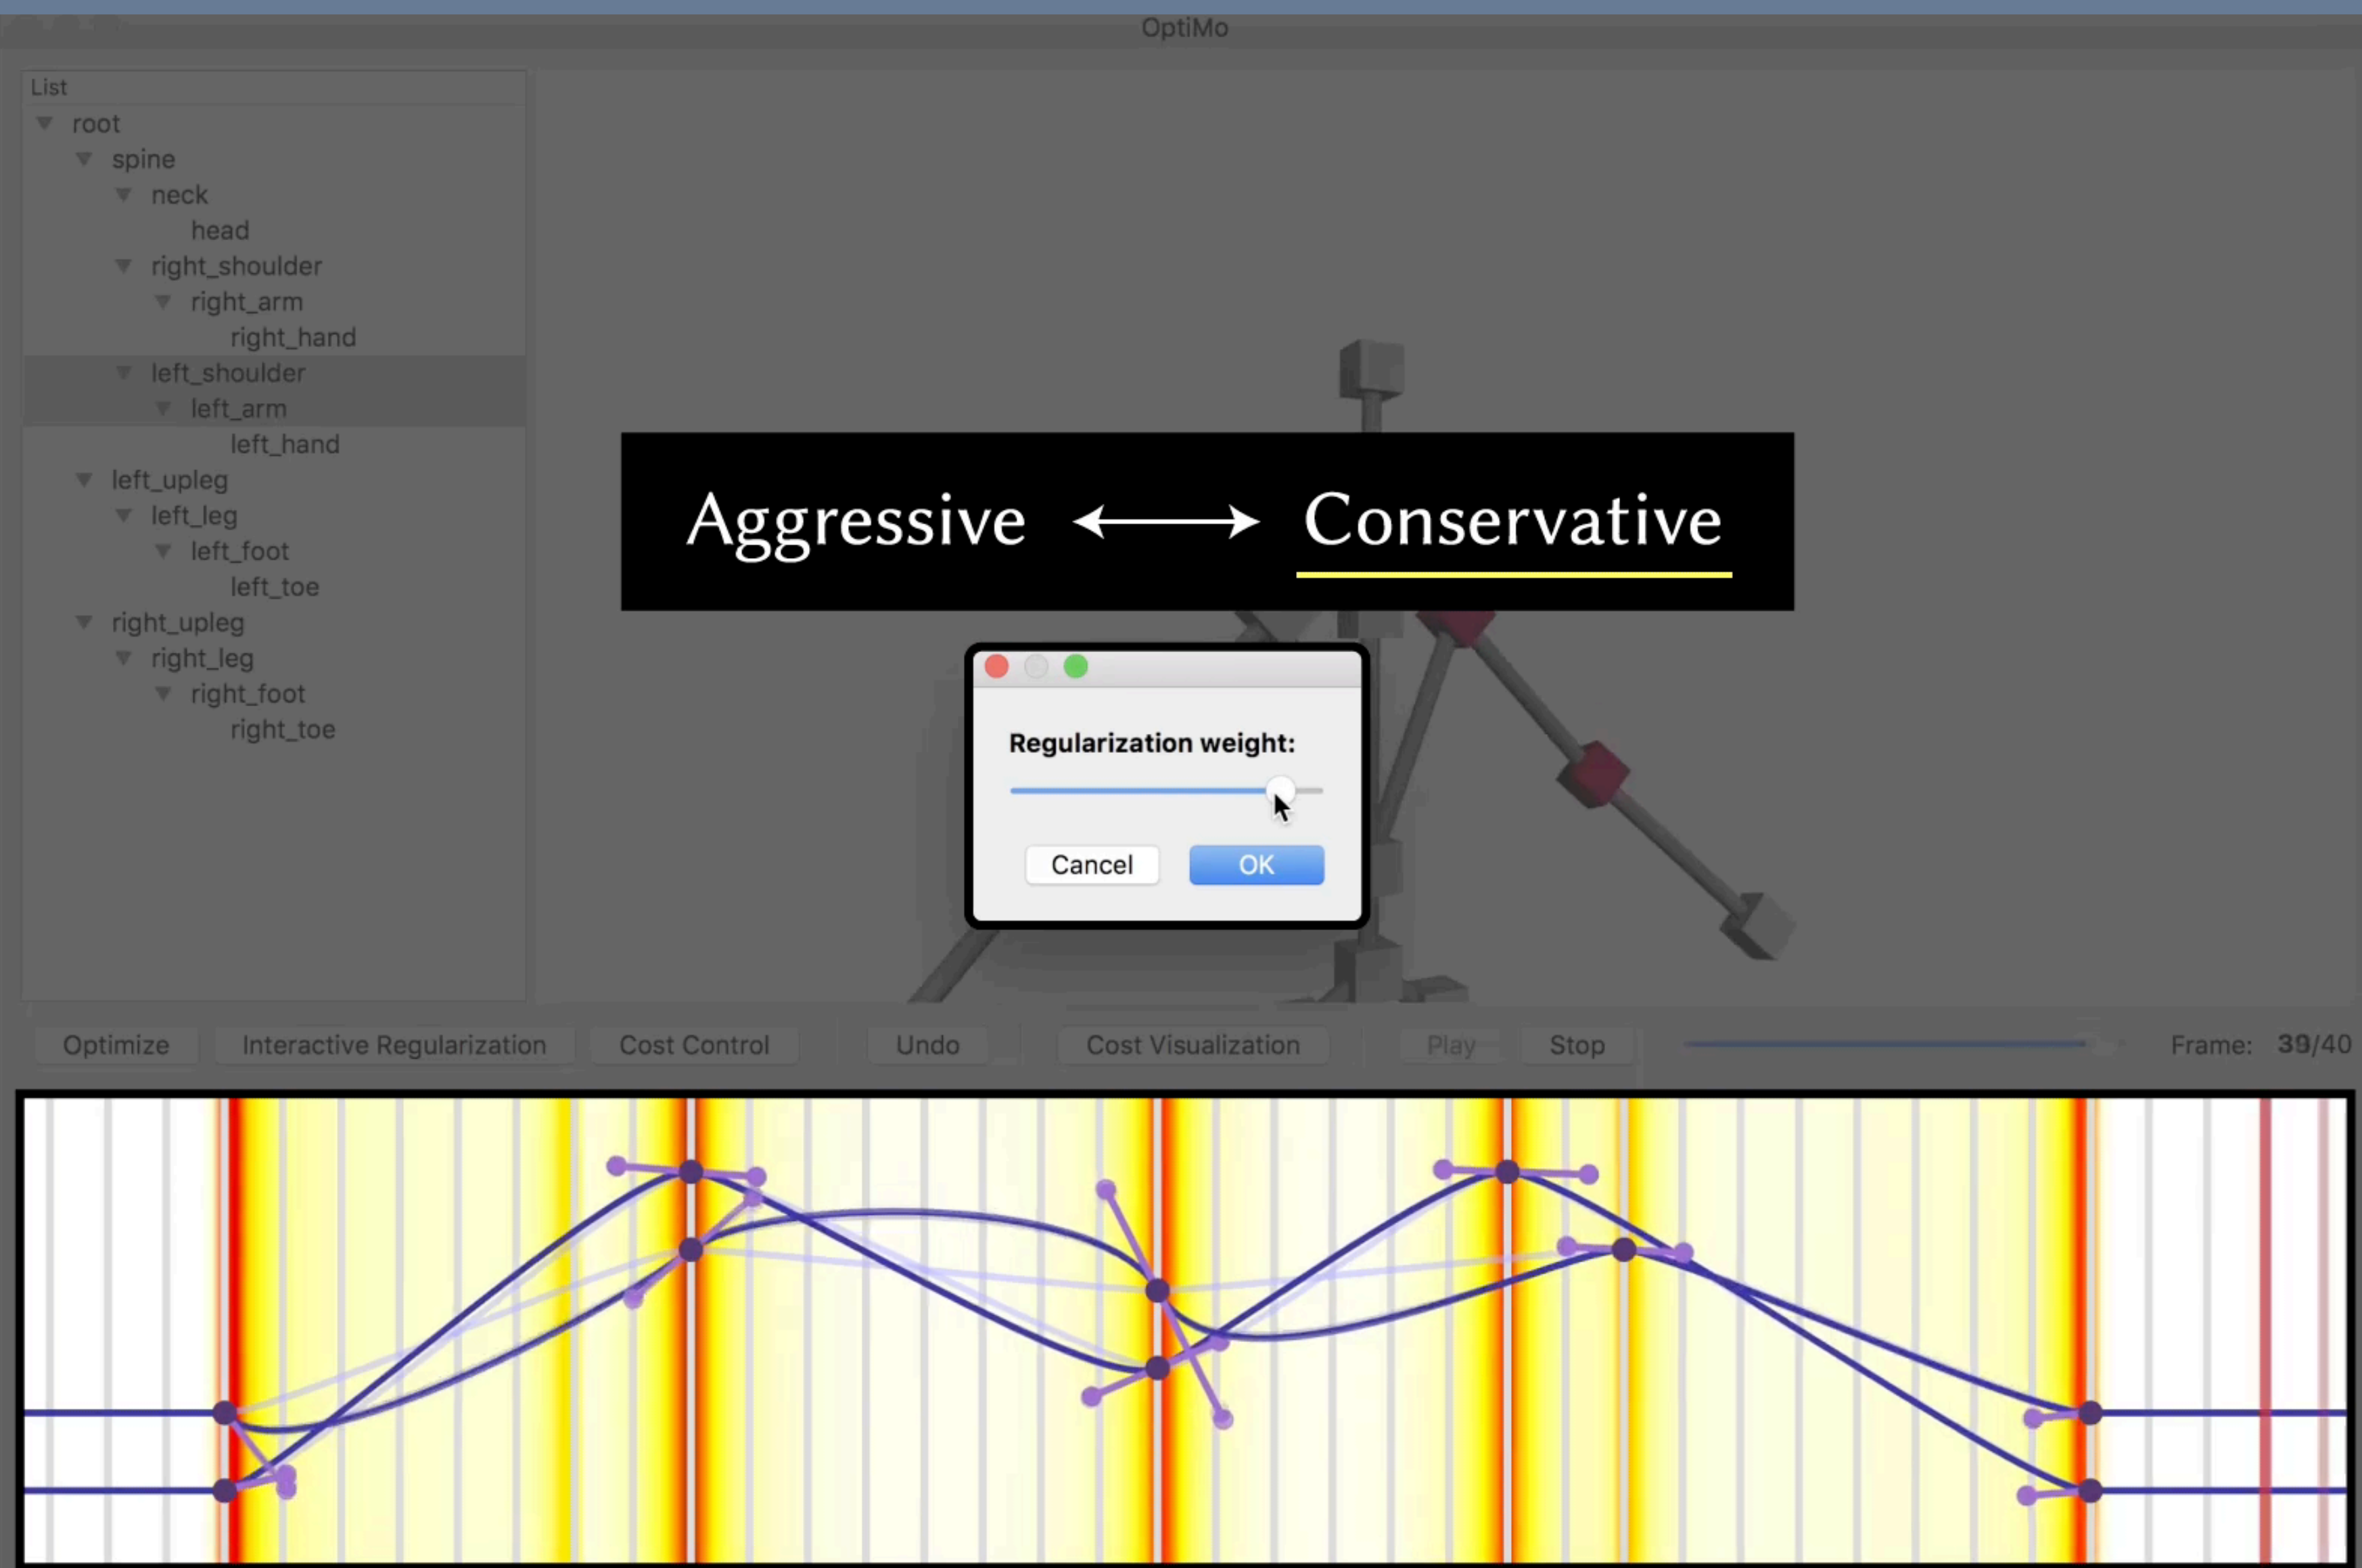 OptiMo
List
root
spine
neck
head
right_shoulder
right_arm
right_hand
left_shoulder
left_arm
left_hand
left_upleg
left_leg
left_foot
left_toe
right_upleg
right_leg
right_foot
right_toe
Aggressive ⟷ Conservative
Regularization weight:
Cancel OK
Optimize Interactive Regularization Cost Control Undo Cost Visualization Play Stop Frame: /40